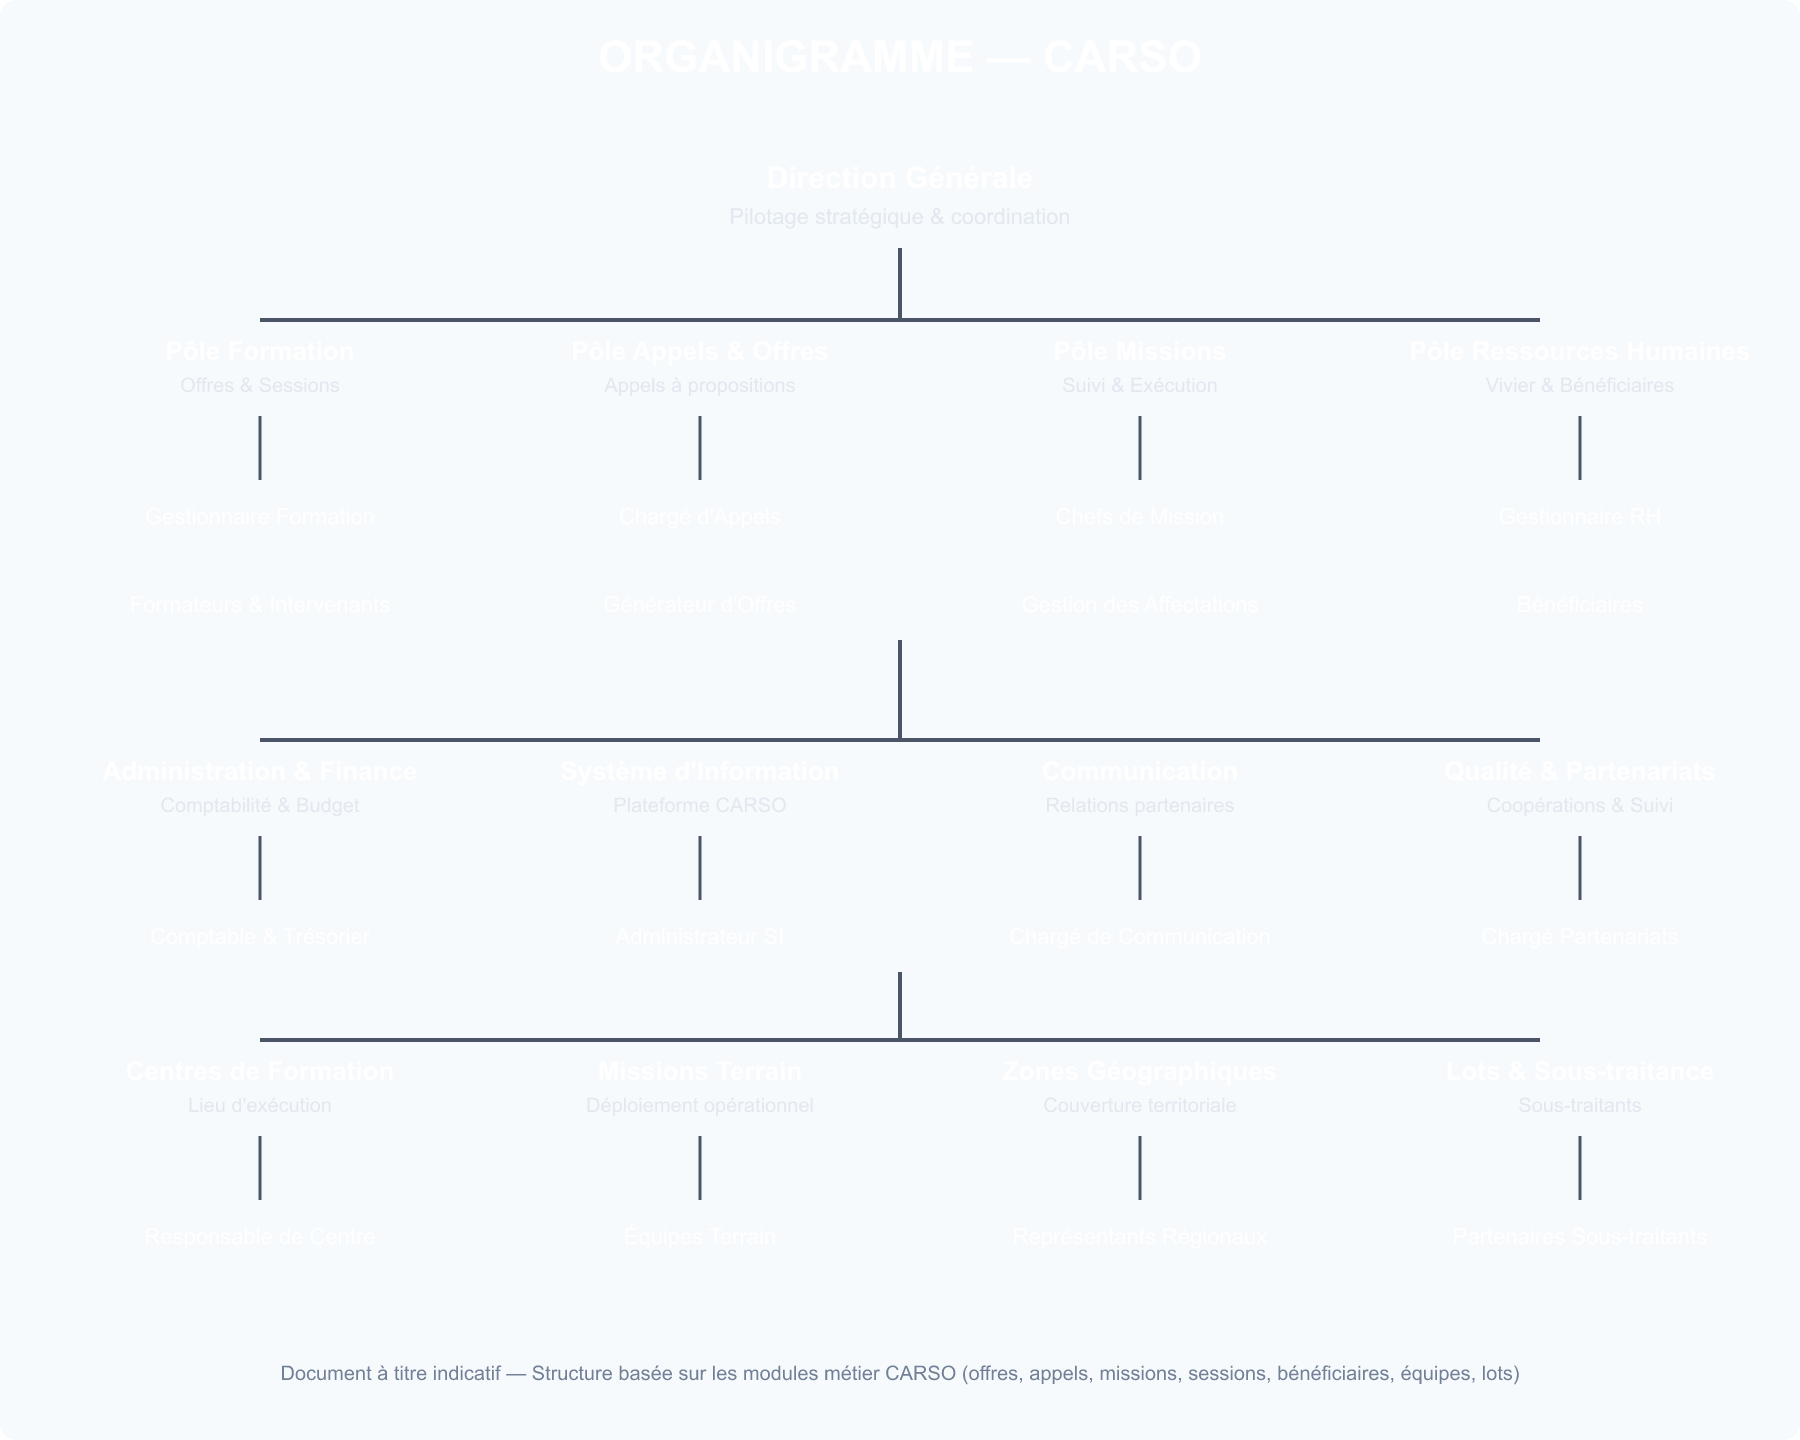 ORGANIGRAMME — CARSO
Direction Générale
Pilotage stratégique & coordination
Pôle Formation
Offres & Sessions
Pôle Appels & Offres
Appels à propositions
Pôle Missions
Suivi & Exécution
Pôle Ressources Humaines
Vivier & Bénéficiaires
Gestionnaire Formation
Chargé d'Appels
Chefs de Mission
Gestionnaire RH
Formateurs & Intervenants
Générateur d'Offres
Gestion des Affectations
Bénéficiaires
Administration & Finance
Comptabilité & Budget
Système d'Information
Plateforme CARSO
Communication
Relations partenaires
Qualité & Partenariats
Coopérations & Suivi
Comptable & Trésorier
Administrateur SI
Chargé de Communication
Chargé Partenariats
Centres de Formation
Lieu d'exécution
Missions Terrain
Déploiement opérationnel
Zones Géographiques
Couverture territoriale
Lots & Sous-traitance
Sous-traitants
Responsable de Centre
Équipes Terrain
Représentants Régionaux
Partenaires Sous-traitants
Document à titre indicatif — Structure basée sur les modules métier CARSO (offres, appels, missions, sessions, bénéficiaires, équipes, lots)